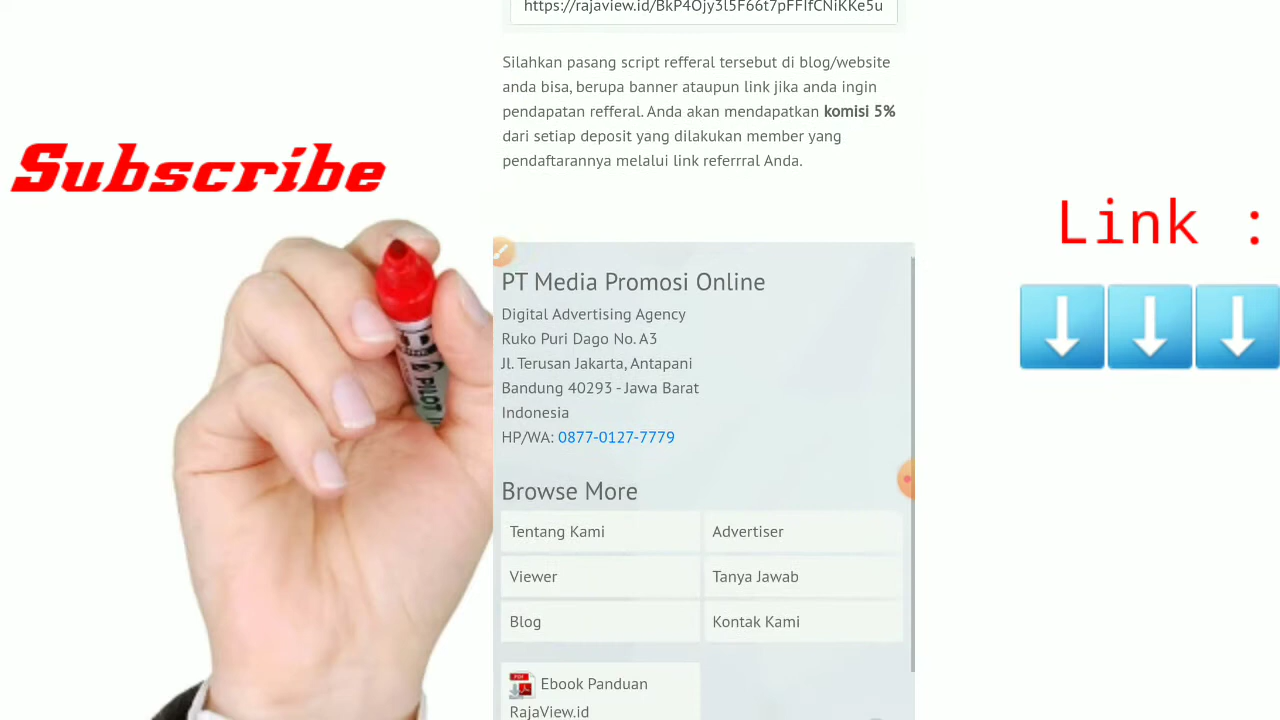 https://rajaview.id/BkP4Ojy3l5F66t7pFFIfCNiKKe5u
Silahkan pasang script refferal tersebut di blog/website
anda bisa, berupa banner ataupun link jika anda ingin
pendapatan refferal. Anda akan mendapatkan komisi 5%
dari setiap deposit yang dilakukan member yang
pendaftarannya melalui link referrral Anda.
Subscribe
Link :
PT Media Promosi Online
Digital Advertising Agency
Ruko Puri Dago No. A3
Jl. Terusan Jakarta, Antapani
Bandung 40293 - Jawa Barat
Indonesia
HP/WA: 0877-0127-7779
Browse More
Tentang Kami
Advertiser
Viewer
Tanya Jawab
Blog
Kontak Kami
Ebook Panduan
RajaView.id